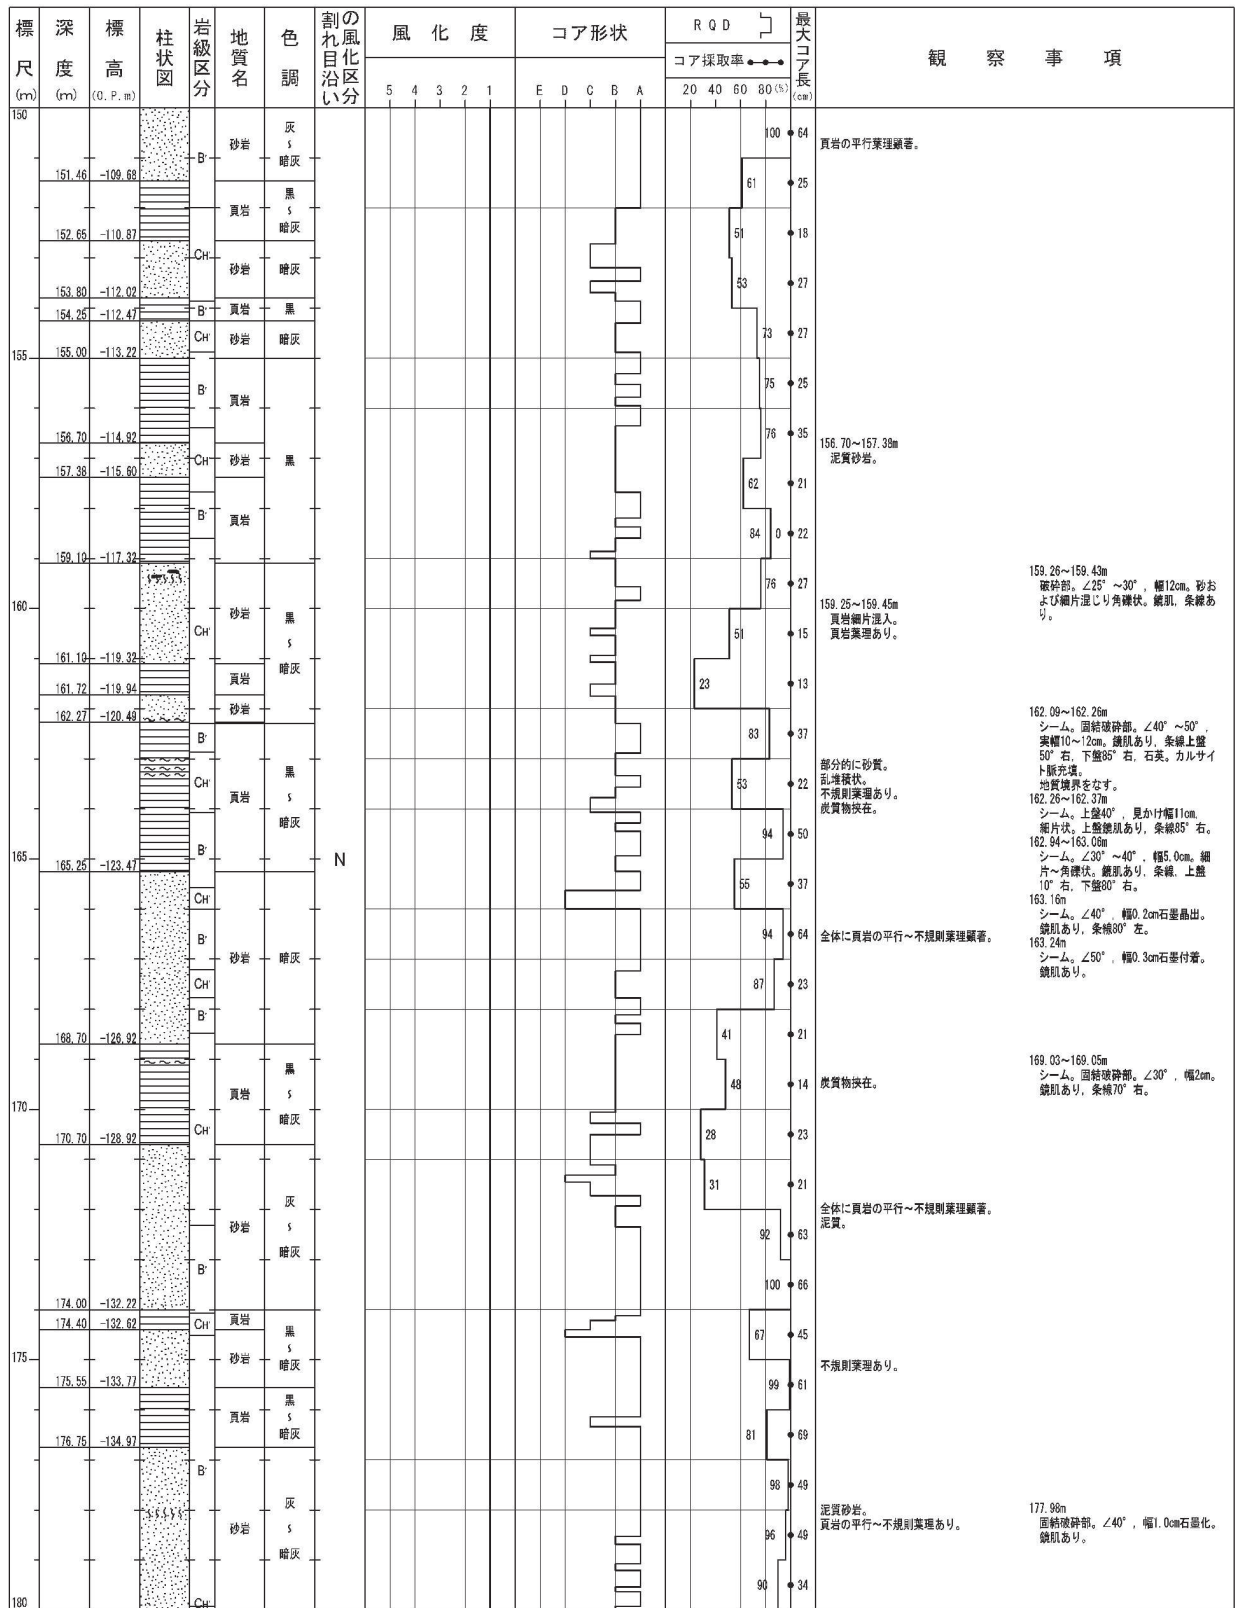 標尺(m)
深度(m)
標高(O.P.m)
柱状図
岩級区分
地質名
色調
割れ目沿いの風化区分
風化度
5 4 3 2 1
コア形状
E D C B A
RQD
コア採取率
20 40 60 80 (%)
最大コア長(cm)
観察事項
150
155
160
165
170
175
180
151.46 -109.68
152.65 -110.87
153.80 -112.02
154.25 -112.47
155.00 -113.22
156.70 -114.92
157.38 -115.60
159.10 -117.32
161.10 -119.32
161.72 -119.94
162.27 -120.49
165.25 -123.47
168.70 -126.92
170.70 -128.92
174.00 -132.22
174.40 -132.62
175.55 -133.77
176.75 -134.97
B'
CH'
B'
CH'
B'
CH'
B'
CH'
B'
CH'
B'
CH'
B'
CH'
B'
CH'
B'
CH'
B'
CH'
砂岩
頁岩
砂岩
頁岩
砂岩
頁岩
砂岩
頁岩
砂岩
頁岩
砂岩
頁岩
砂岩
頁岩
砂岩
頁岩
砂岩
頁岩
砂岩
灰~暗灰
黒~暗灰
暗灰
黒
暗灰
黒
黒~暗灰
黒~暗灰
暗灰
黒~暗灰
灰~暗灰
黒~暗灰
黒~暗灰
灰~暗灰
N
100 64
61 25
51 18
53 27
73 27
75 25
76 35
62 21
84 0 22
76 27
51 15
23 13
83 37
53 22
94 50
55 37
94 64
87 23
41 21
48 14
28 23
31 21
92 63
100 66
67 45
99 61
81 69
98 49
96 49
90 34
頁岩の平行葉理顕著。
156.70~157.38m
泥質砂岩。
159.25~159.45m
頁岩細片混入。
頁岩葉理あり。
部分的に砂質。
乱堆積状。
不規則葉理あり。
炭質物挟在。
全体に頁岩の平行~不規則葉理顕著。
炭質物挟在。
全体に頁岩の平行~不規則葉理顕著。
泥質。
不規則葉理あり。
泥質砂岩。
頁岩の平行~不規則葉理あり。
159.26~159.43m
破砕部。∠25°~30°,幅12cm。砂お
よび細片混じり角礫状。鏡肌,条線あ
り。
162.09~162.26m
シーム。固結破砕部。∠40°~50°,
実幅10~12cm。鏡肌あり,条線上盤
50°右,下盤85°右,石英。カルサイ
ト脈充填。
地質境界をなす。
162.26~162.37m
シーム。上盤40°,見かけ幅11cm,
細片状。上盤鏡肌あり,条線85°右。
162.94~163.06m
シーム。∠30°~40°,幅5.0cm。細
片~角礫状。鏡肌あり,条線,上盤
10°右,下盤80°右。
163.16m
シーム。∠40°,幅0.2cm石墨晶出。
鏡肌あり,条線80°左。
163.24m
シーム。∠50°,幅0.3cm石墨付着。
鏡肌あり。
169.03~169.05m
シーム。固結破砕部。∠30°,幅2cm。
鏡肌あり,条線70°右。
177.98m
固結破砕部。∠40°,幅1.0cm石墨化。
鏡肌あり。